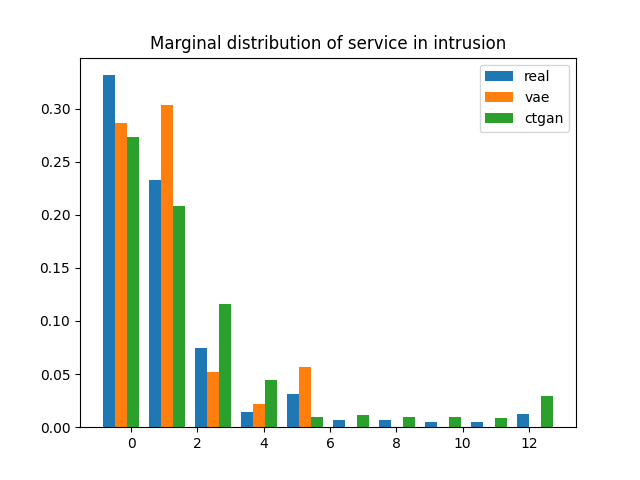 Marginal distribution of service in intrusion
real
vae
ctgan
0.30
0.25
0.20
0.15
0.10
0.05
0.00
0 2 4 6 8 10 12